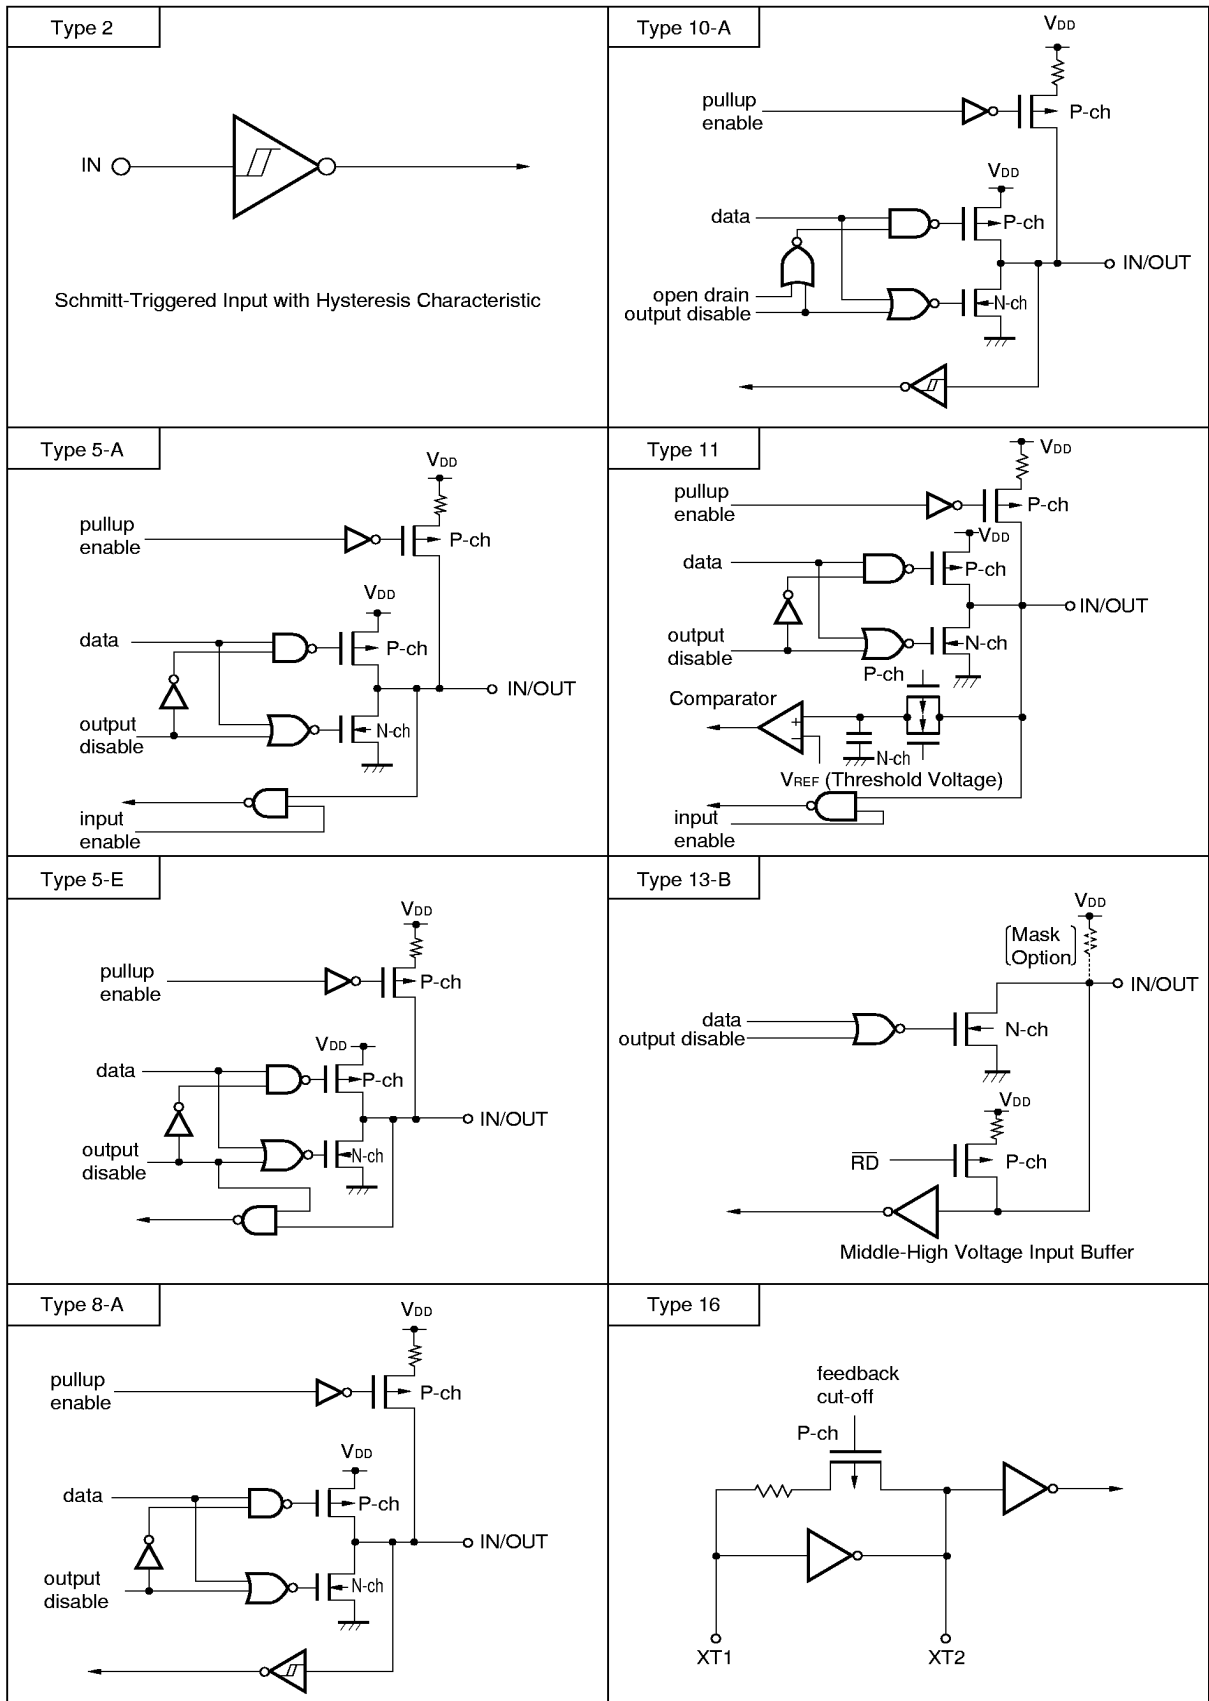 Type 2
IN
Schmitt-Triggered Input with Hysteresis Characteristic
Type 10-A
VDD
pullup
enable
P-ch
VDD
data
P-ch
IN/OUT
open drain
output disable
N-ch
Type 5-A
VDD
pullup
enable
P-ch
VDD
data
P-ch
IN/OUT
output
disable
N-ch
input
enable
Type 11
VDD
pullup
enable
P-ch
VDD
data
P-ch
IN/OUT
output
disable
N-ch
P-ch
Comparator
+
−
N-ch
VREF (Threshold Voltage)
input
enable
Type 5-E
VDD
pullup
enable
P-ch
VDD
data
P-ch
IN/OUT
output
disable
N-ch
Type 13-B
VDD
(Mask
Option)
IN/OUT
data
output disable
N-ch
VDD
RD
P-ch
Middle-High Voltage Input Buffer
Type 8-A
VDD
pullup
enable
P-ch
VDD
data
P-ch
IN/OUT
output
disable
N-ch
Type 16
feedback
cut-off
P-ch
XT1
XT2